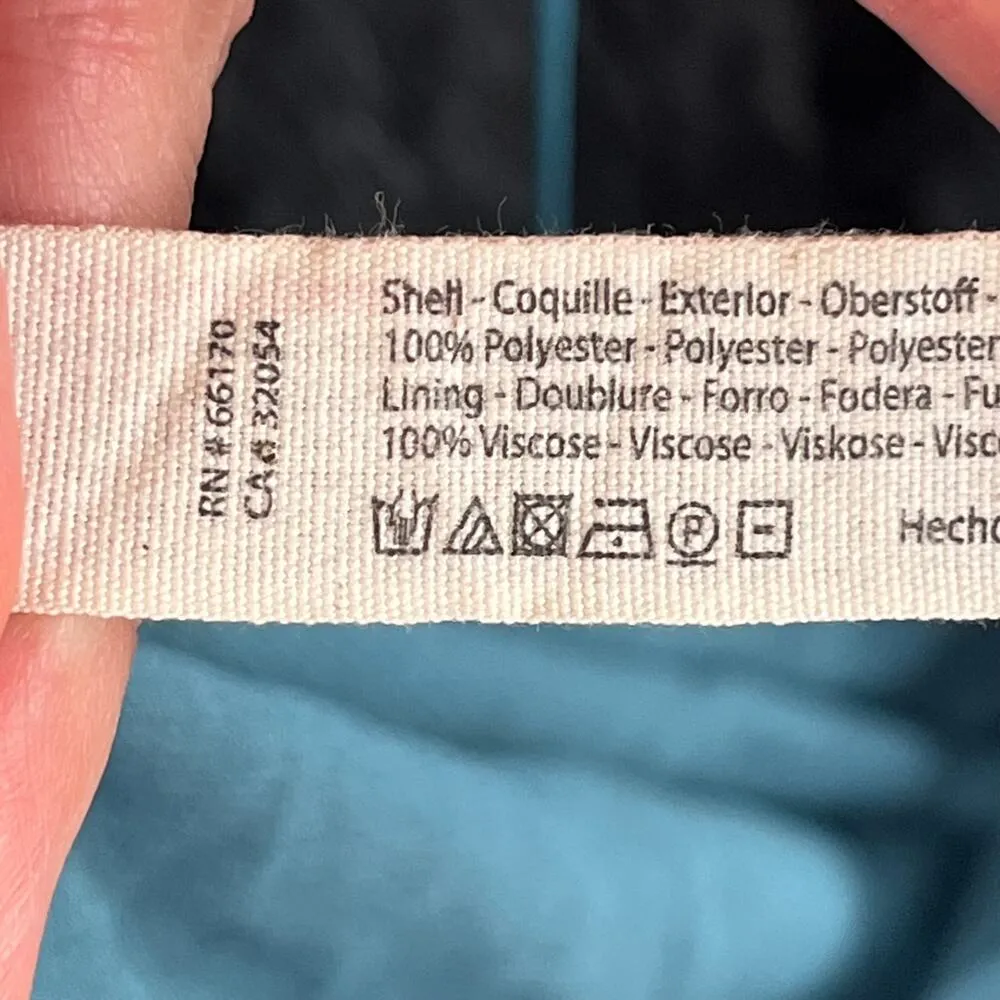 RN # 66170
CA # 32054
Shell - Coquille - Exterior - Oberstoff -
100% Polyester - Polyester - Polyester
Lining - Doublure - Forro - Fodera - Fu
100% Viscose - Viscose - Viskose - Visc
P
Hecho